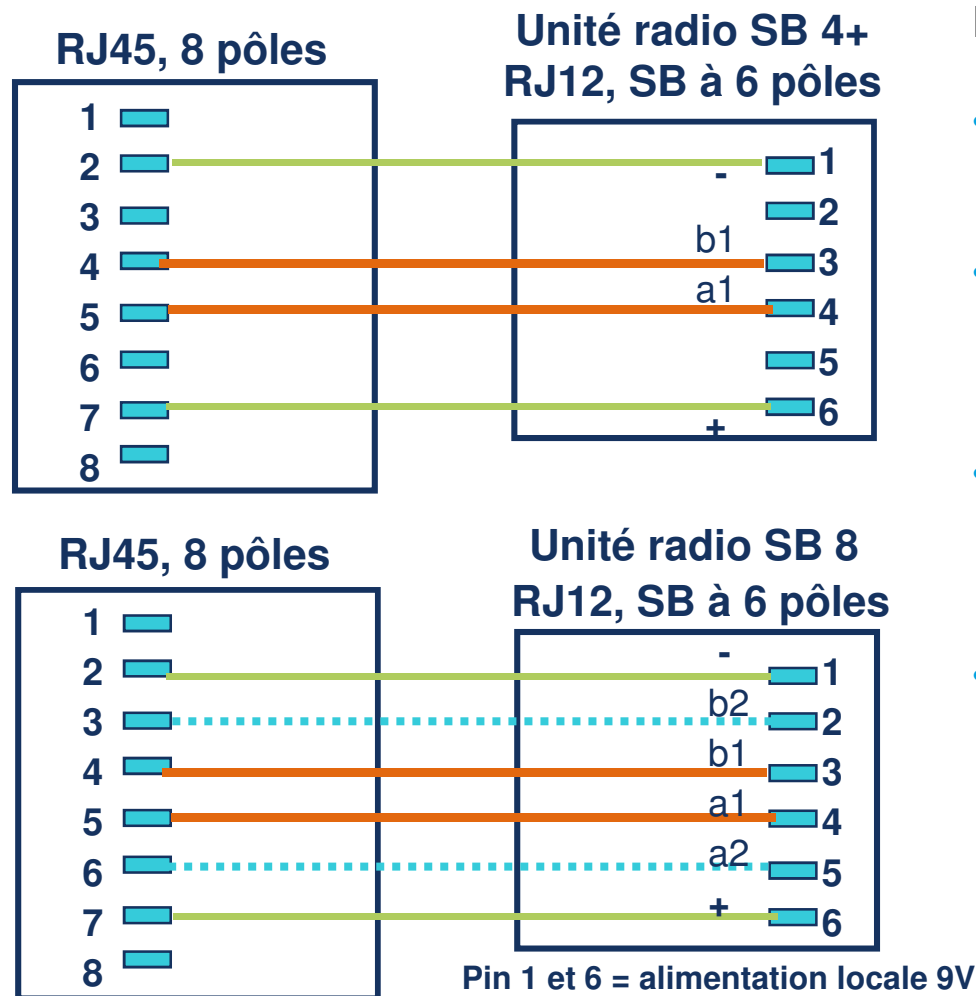 RJ45, 8 pôles
Unité radio SB 4+
RJ12, SB à 6 pôles
1
2
3
4
5
6
7
8
-
b1
a1
+
1
2
3
4
5
6
RJ45, 8 pôles
Unité radio SB 8
RJ12, SB à 6 pôles
1
2
3
4
5
6
7
8
-
b2
b1
a1
a2
+
1
2
3
4
5
6
Pin 1 et 6 = alimentation locale 9V